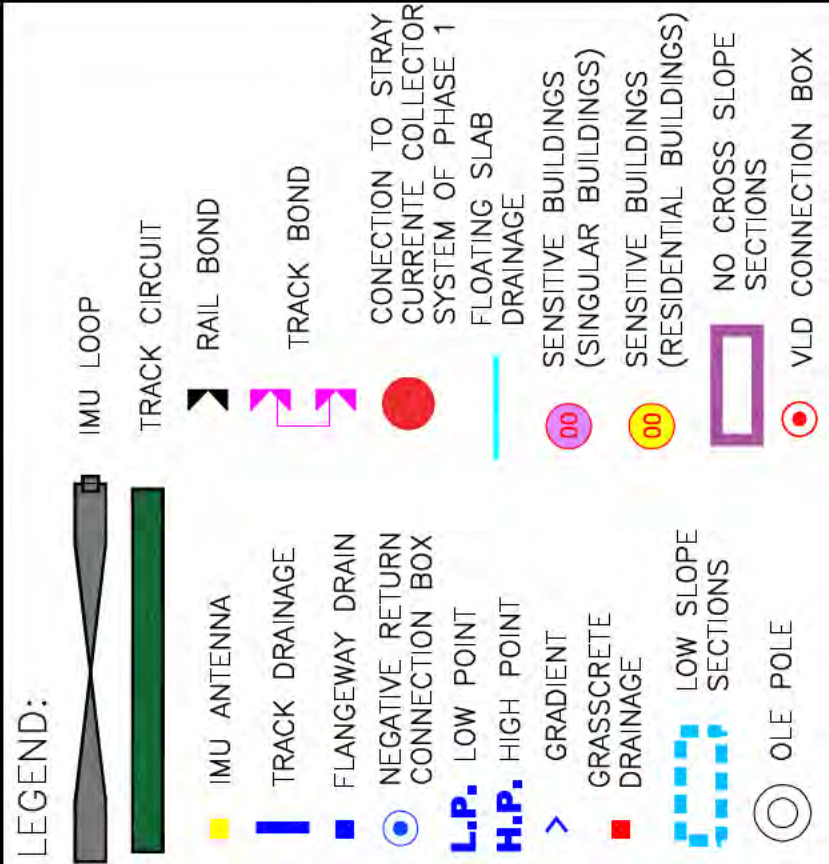 LEGEND:
IMU LOOP
TRACK CIRCUIT
IMU ANTENNA
TRACK DRAINAGE
FLANGEWAY DRAIN
NEGATIVE RETURN
CONNECTION BOX
L.P. LOW POINT
H.P. HIGH POINT
GRADIENT
GRASSCRETE
DRAINAGE
LOW SLOPE
SECTIONS
OLE POLE
RAIL BOND
TRACK BOND
CONECTION TO STRAY
CURRENTE COLLECTOR
SYSTEM OF PHASE 1
FLOATING SLAB
DRAINAGE
DO SENSITIVE BUILDINGS
(SINGULAR BUILDINGS)
OO SENSITIVE BUILDINGS
(RESIDENTIAL BUILDINGS)
NO CROSS SLOPE
SECTIONS
VLD CONNECTION BOX